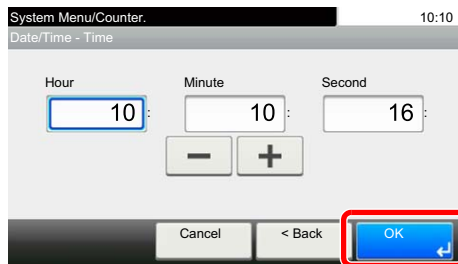 System Menu/Counter. 10:10
Date/Time - Time
Hour Minute Second
10 : 10 : 16 :
− +
Cancel < Back OK